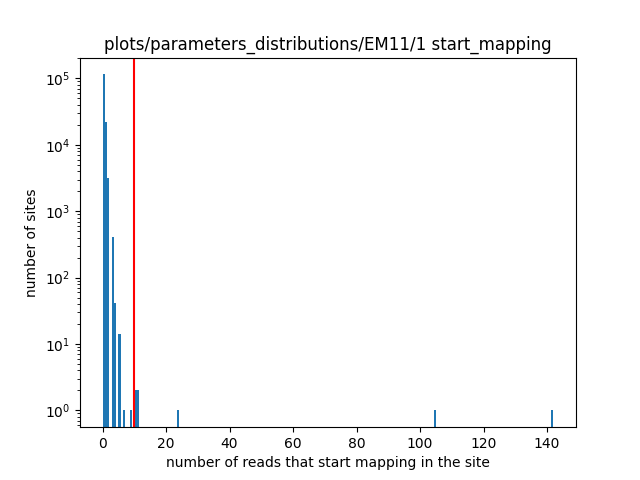 plots/parameters_distributions/EM11/1 start_mapping
number of sites
10^5
10^4
10^3
10^2
10^1
10^0
0 20 40 60 80 100 120 140
number of reads that start mapping in the site